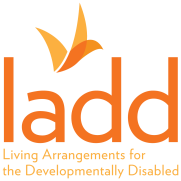 ladd
Living Arrangements for
the Developmentally Disabled